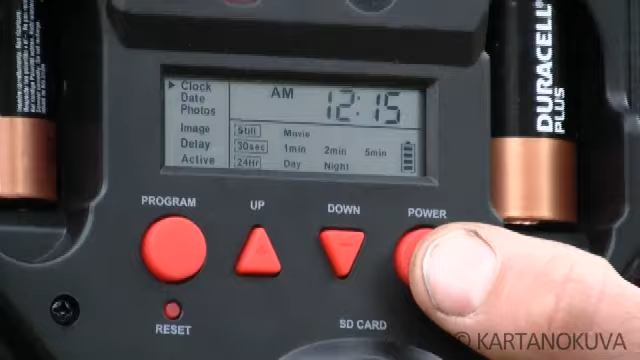 Clock
Date
Photos
Image
Delay
Active
AM
12:15
Still Movie
30sec 1min 2min 5min
24Hr Day Night
DURACELL
PLUS
PROGRAM
UP
DOWN
POWER
RESET
SD CARD
© KARTANOKUVA